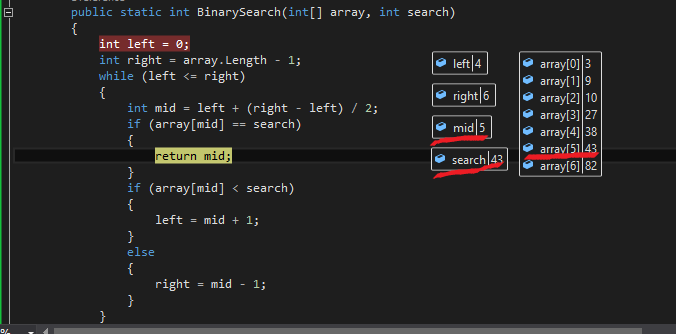 public static int BinarySearch(int[] array, int search)
{
int left = 0;
int right = array.Length - 1;
while (left <= right)
{
int mid = left + (right - left) / 2;
if (array[mid] == search)
{
return mid;
}
if (array[mid] < search)
{
left = mid + 1;
}
else
{
right = mid - 1;
}
}
left 4
right 6
mid 5
search 43
array[0] 3
array[1] 9
array[2] 10
array[3] 27
array[4] 38
array[5] 43
array[6] 82
%